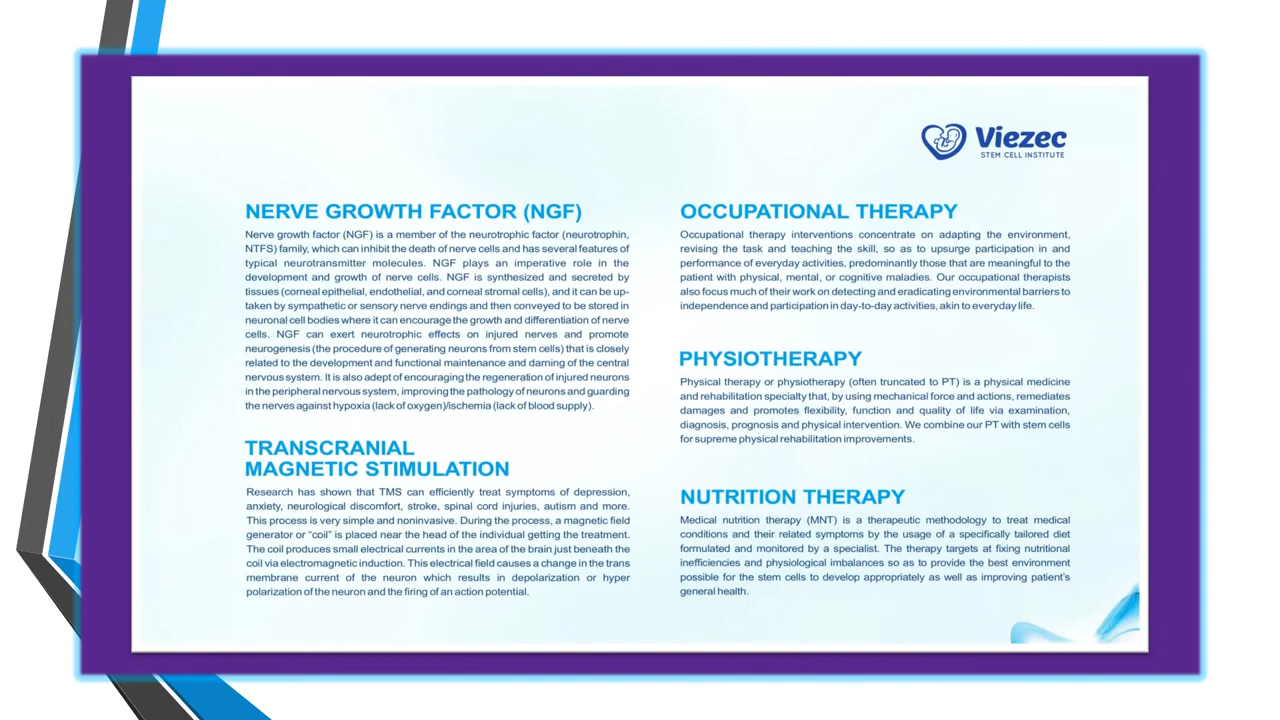 Viezec
STEM CELL INSTITUTE
NERVE GROWTH FACTOR (NGF)
Nerve growth factor (NGF) is a member of the neurotrophic factor (neurotrophin,
NTFS) family, which can inhibit the death of nerve cells and has several features of
typical neurotransmitter molecules. NGF plays an imperative role in the
development and growth of nerve cells. NGF is synthesized and secreted by
tissues (corneal epithelial, endothelial, and corneal stromal cells), and it can be up-
taken by sympathetic or sensory nerve endings and then conveyed to be stored in
neuronal cell bodies where it can encourage the growth and differentiation of nerve
cells. NGF can exert neurotrophic effects on injured nerves and promote
neurogenesis (the procedure of generating neurons from stem cells) that is closely
related to the development and functional maintenance and darning of the central
nervous system. It is also adept of encouraging the regeneration of injured neurons
in the peripheral nervous system, improving the pathology of neurons and guarding
the nerves against hypoxia (lack of oxygen)/ischemia (lack of blood supply).
TRANSCRANIAL
MAGNETIC STIMULATION
Research has shown that TMS can efficiently treat symptoms of depression,
anxiety, neurological discomfort, stroke, spinal cord injuries, autism and more.
This process is very simple and noninvasive. During the process, a magnetic field
generator or “coil” is placed near the head of the individual getting the treatment.
The coil produces small electrical currents in the area of the brain just beneath the
coil via electromagnetic induction. This electrical field causes a change in the trans
membrane current of the neuron which results in depolarization or hyper
polarization of the neuron and the firing of an action potential.
OCCUPATIONAL THERAPY
Occupational therapy interventions concentrate on adapting the environment,
revising the task and teaching the skill, so as to upsurge participation in and
performance of everyday activities, predominantly those that are meaningful to the
patient with physical, mental, or cognitive maladies. Our occupational therapists
also focus much of their work on detecting and eradicating environmental barriers to
independence and participation in day-to-day activities, akin to everyday life.
PHYSIOTHERAPY
Physical therapy or physiotherapy (often truncated to PT) is a physical medicine
and rehabilitation specialty that, by using mechanical force and actions, remediates
damages and promotes flexibility, function and quality of life via examination,
diagnosis, prognosis and physical intervention. We combine our PT with stem cells
for supreme physical rehabilitation improvements.
NUTRITION THERAPY
Medical nutrition therapy (MNT) is a therapeutic methodology to treat medical
conditions and their related symptoms by the usage of a specifically tailored diet
formulated and monitored by a specialist. The therapy targets at fixing nutritional
inefficiencies and physiological imbalances so as to provide the best environment
possible for the stem cells to develop appropriately as well as improving patient’s
general health.